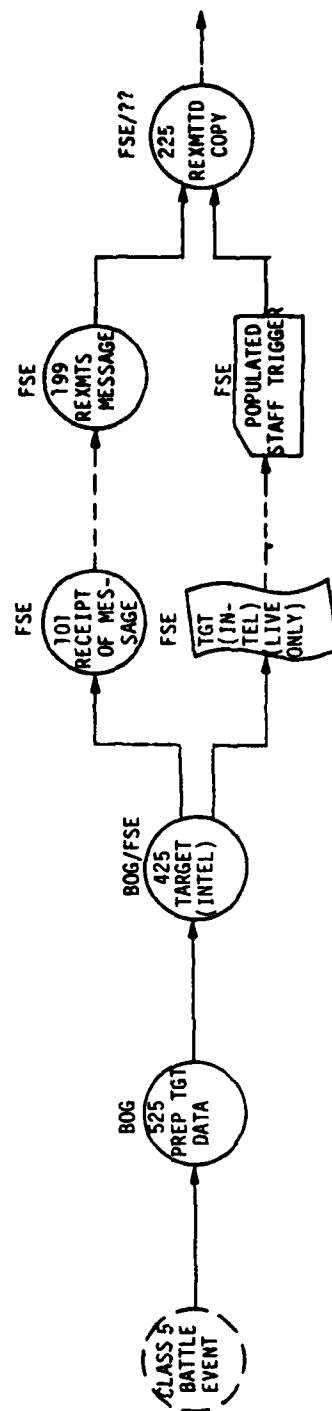 CLASS 5
BATTLE
EVENT
BOG
525
PREP TGT
DATA
BOG/FSE
425
TARGET
(INTEL)
FSE
101
RECEIPT
OF MES-
SAGE
FSE
199
REXMTS
MESSAGE
FSE
TGT
(IN-
TEL)
(LIVE
ONLY)
FSE
POPULATED
STAFF TRIGGER
FSE/??
225
REXMTTD
COPY